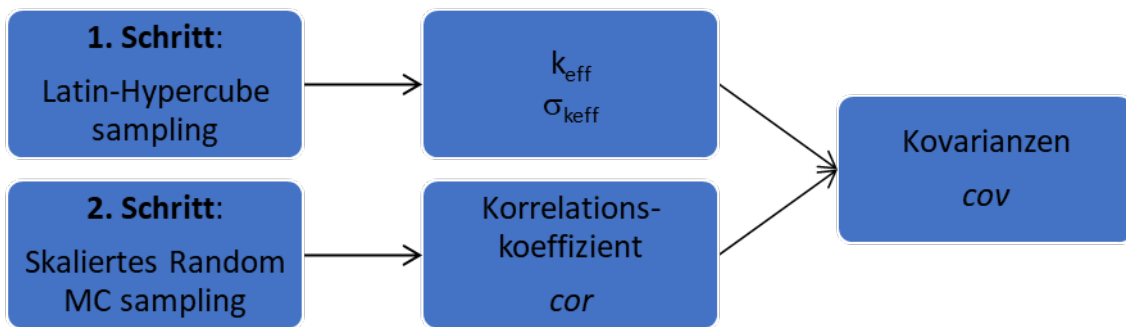 1. Schritt:
Latin-Hypercube
sampling
keff
σkeff
2. Schritt:
Skaliertes Random
MC sampling
Korrelations-
koeffizient
cor
Kovarianzen
cov